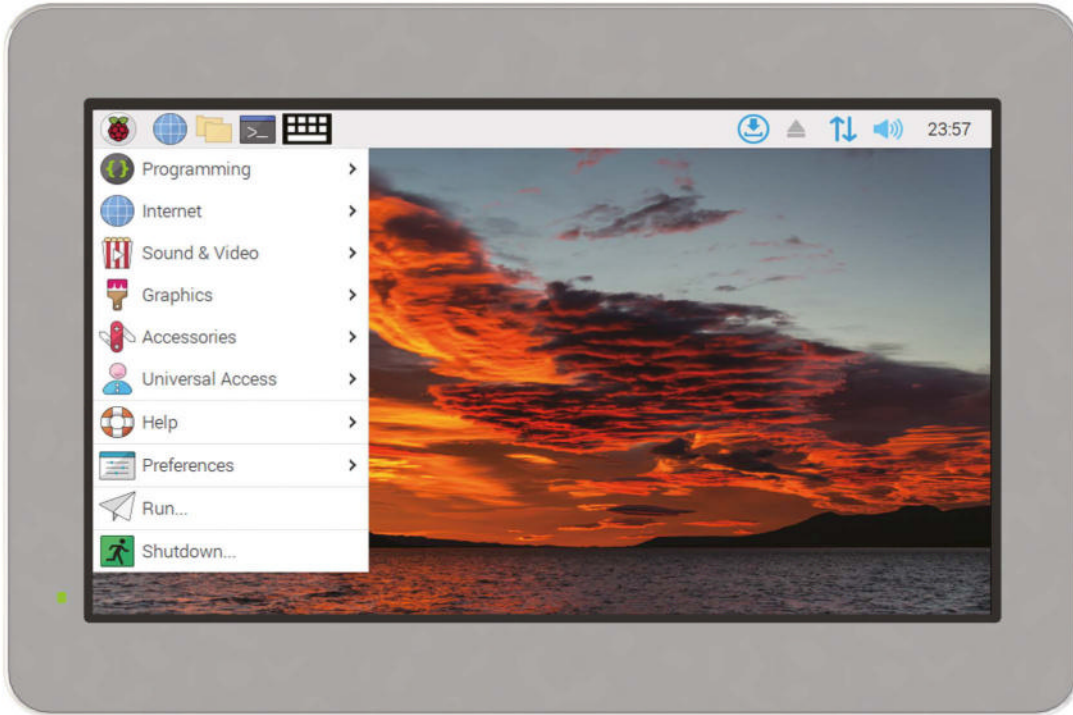 23:57
Programming
Internet
Sound & Video
Graphics
Accessories
Universal Access
Help
Preferences
Run...
Shutdown...